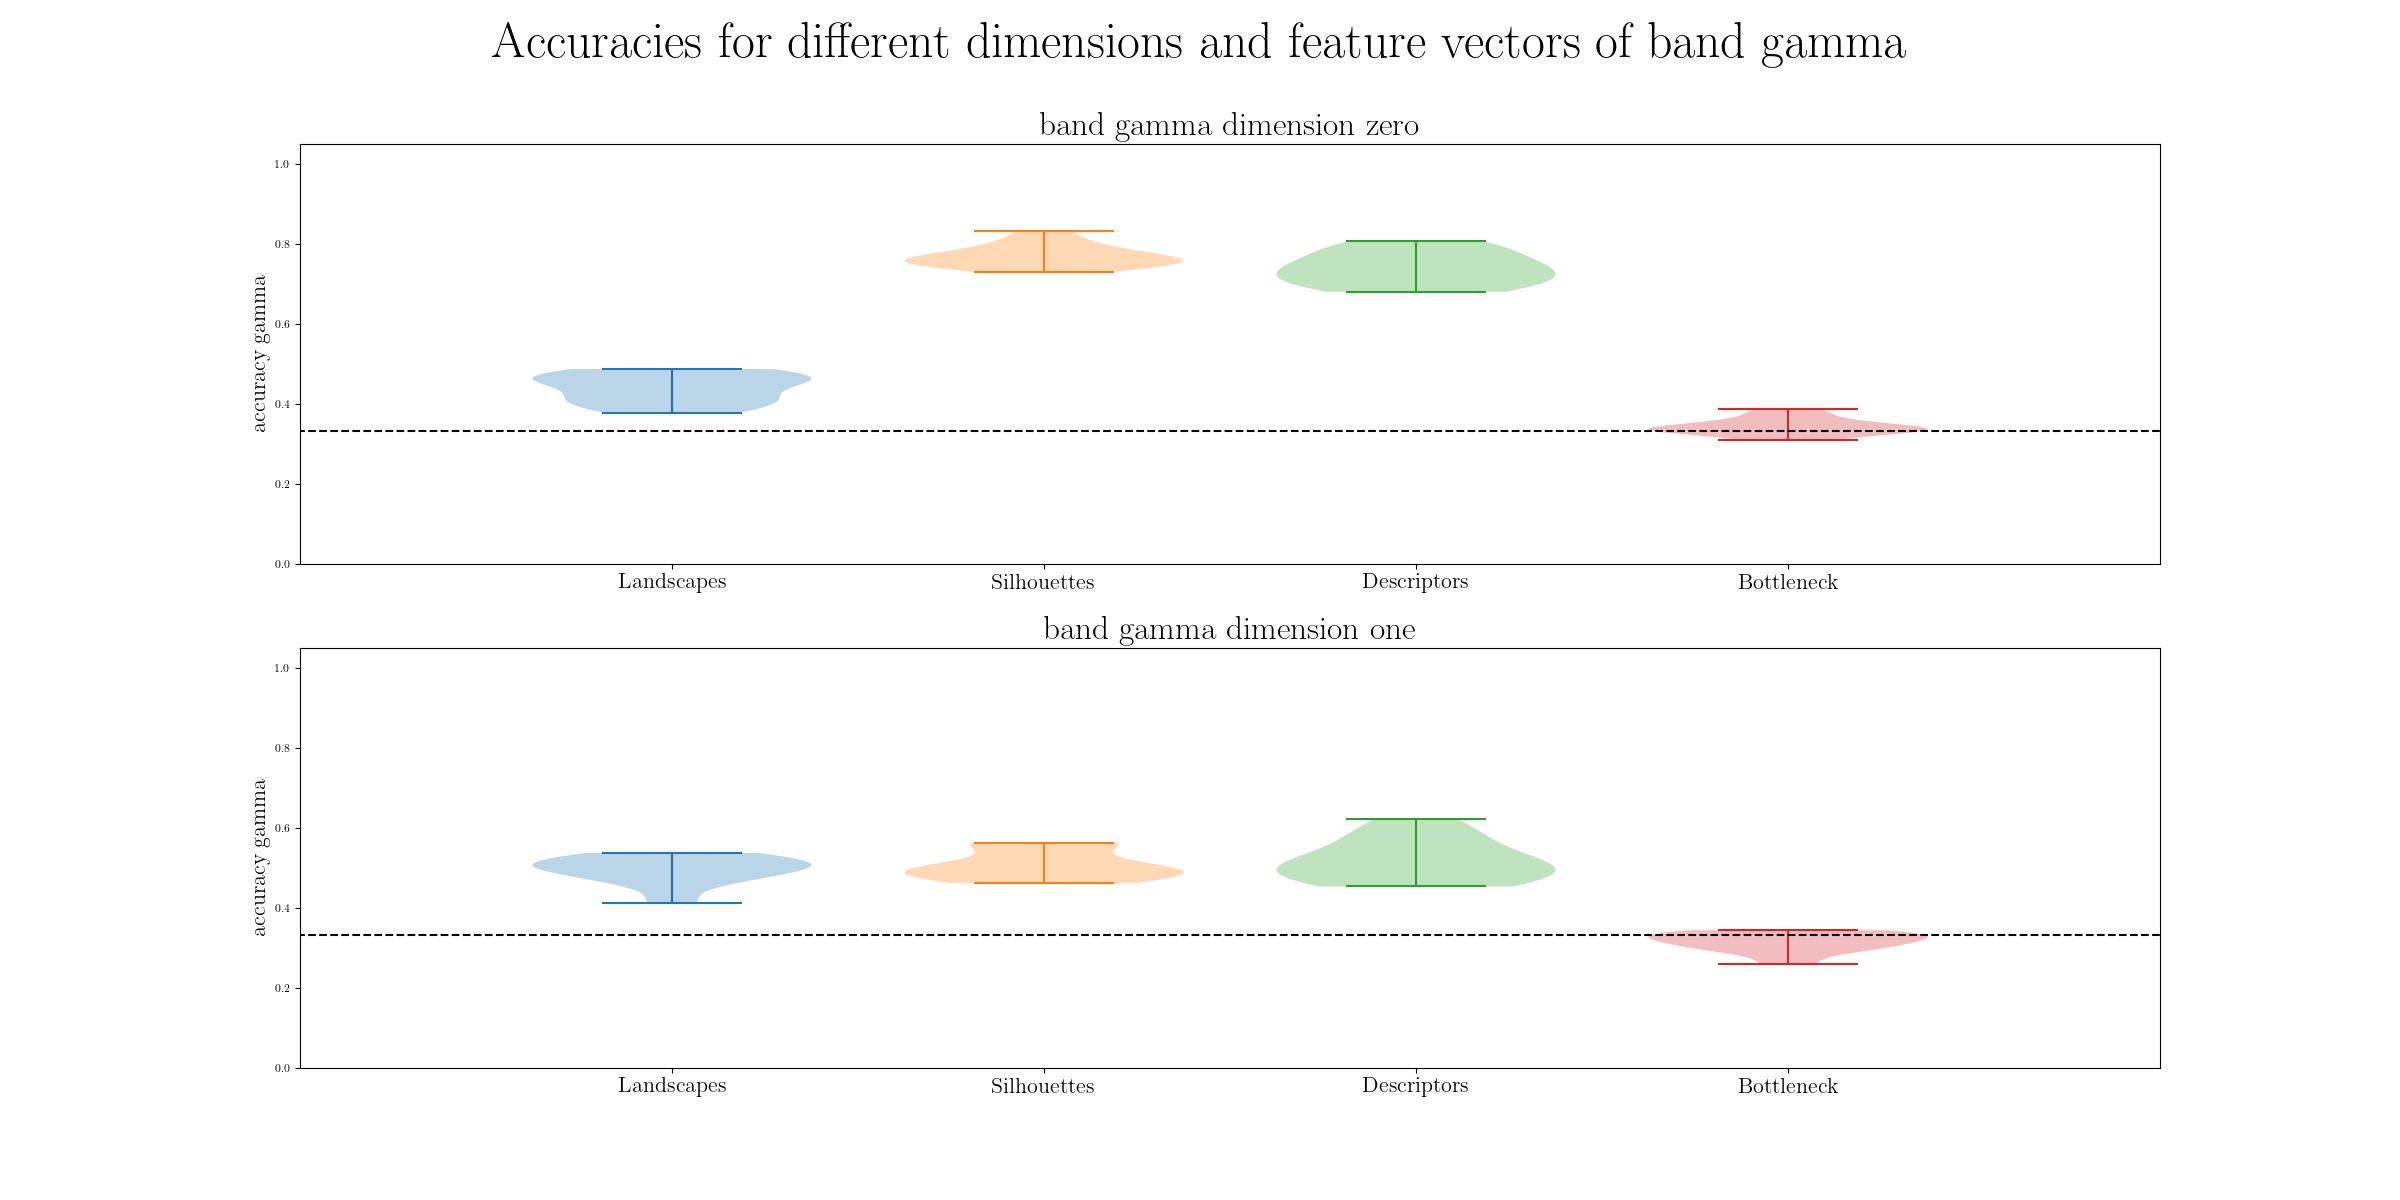 Accuracies for different dimensions and feature vectors of band gamma
band gamma dimension zero
accuracy gamma
1.0
0.8
0.6
0.4
0.2
0.0
Landscapes Silhouettes Descriptors Bottleneck
band gamma dimension one
accuracy gamma
1.0
0.8
0.6
0.4
0.2
0.0
Landscapes Silhouettes Descriptors Bottleneck